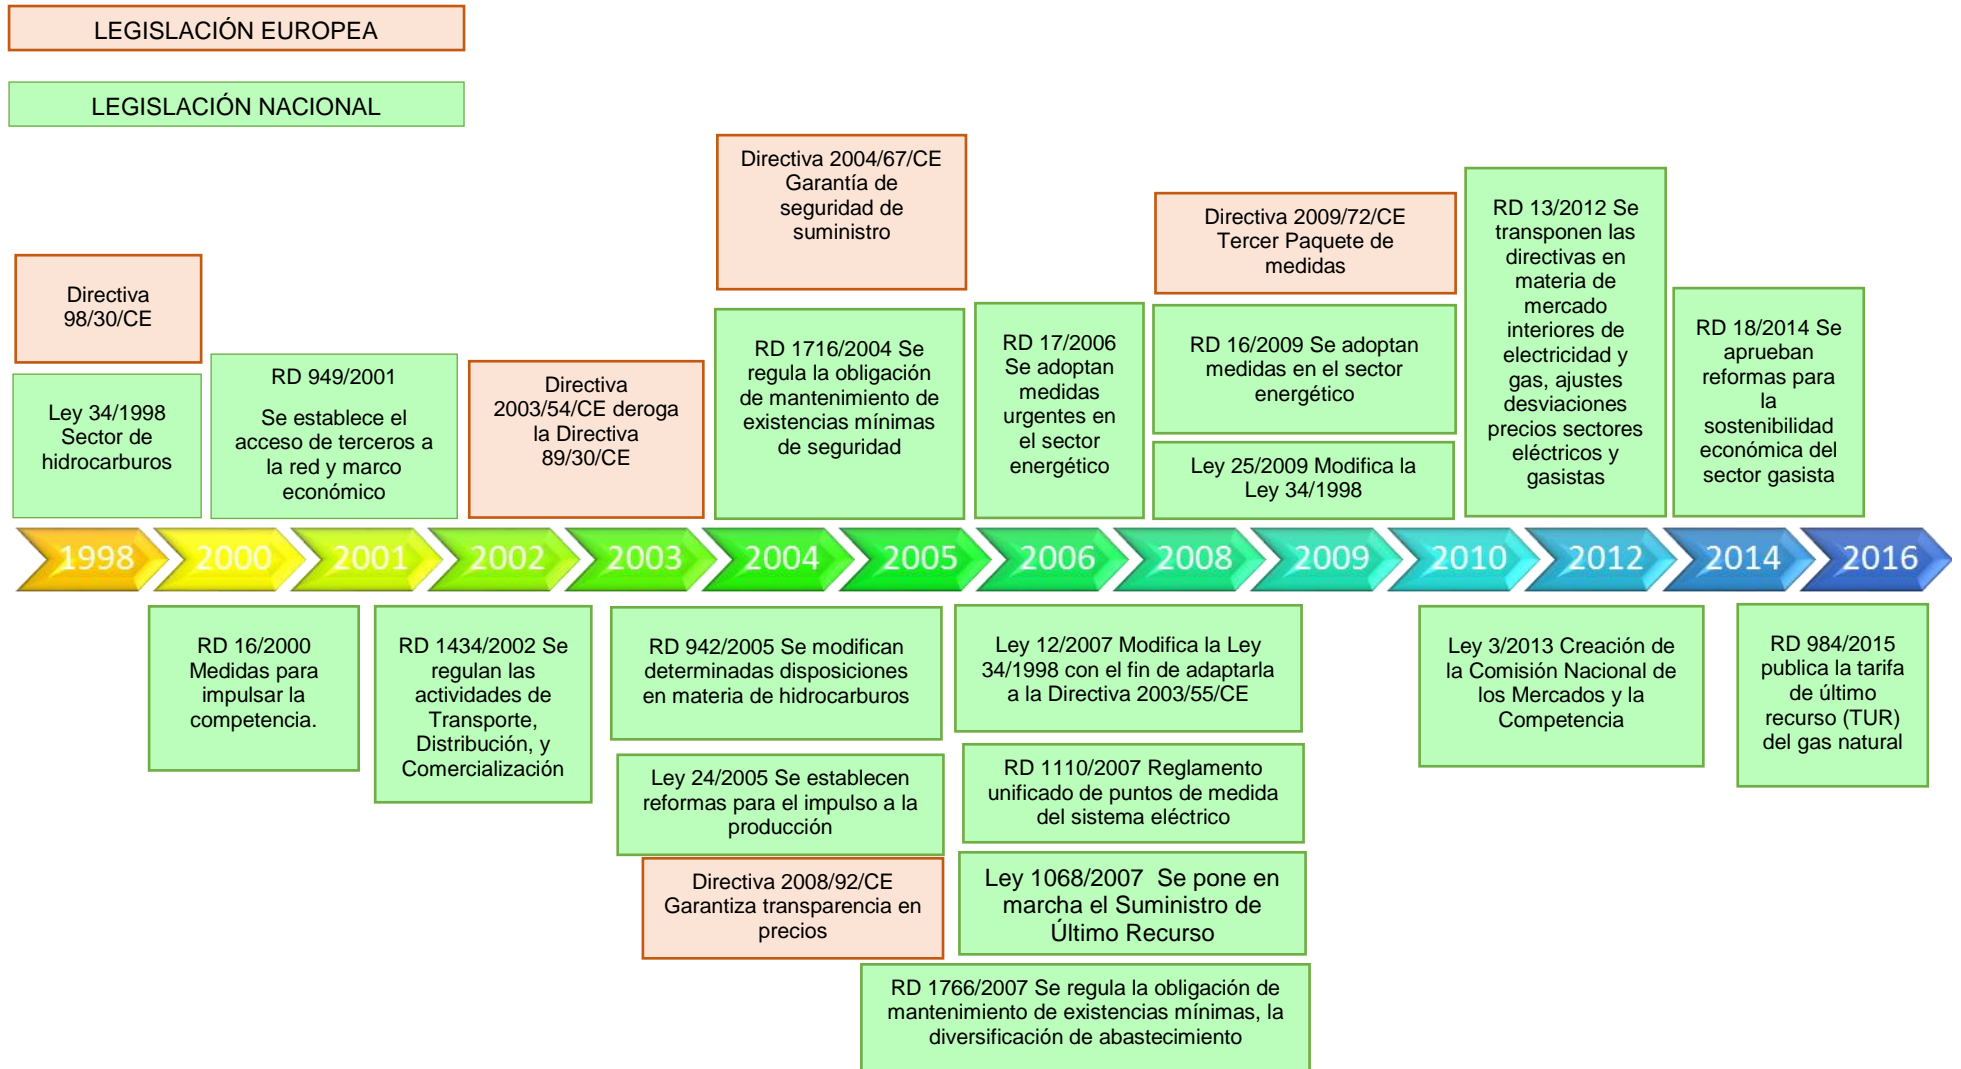 LEGISLACIÓN EUROPEA
LEGISLACIÓN NACIONAL
Directiva
98/30/CE
Ley 34/1998
Sector de
hidrocarburos
RD 949/2001
Se establece el
acceso de terceros a
la red y marco
económico
Directiva
2003/54/CE deroga
la Directiva
89/30/CE
Directiva 2004/67/CE
Garantía de
seguridad de
suministro
RD 1716/2004 Se
regula la obligación
de mantenimiento de
existencias mínimas
de seguridad
RD 17/2006
Se adoptan
medidas
urgentes en
el sector
energético
Directiva 2009/72/CE
Tercer Paquete de
medidas
RD 16/2009 Se adoptan
medidas en el sector
energético
Ley 25/2009 Modifica la
Ley 34/1998
RD 13/2012 Se
transponen las
directivas en
materia de
mercado
interiores de
electricidad y
gas, ajustes
desviaciones
precios sectores
eléctricos y
gasistas
RD 18/2014 Se
aprueban
reformas para
la
sostenibilidad
económica del
sector gasista
1998
2000
2001
2002
2003
2004
2005
2006
2008
2009
2010
2012
2014
2016
RD 16/2000
Medidas para
impulsar la
competencia.
RD 1434/2002 Se
regulan las
actividades de
Transporte,
Distribución, y
Comercialización
RD 942/2005 Se modifican
determinadas disposiciones
en materia de hidrocarburos
Ley 24/2005 Se establecen
reformas para el impulso a la
producción
Directiva 2008/92/CE
Garantiza transparencia en
precios
Ley 12/2007 Modifica la Ley
34/1998 con el fin de adaptarla
a la Directiva 2003/55/CE
RD 1110/2007 Reglamento
unificado de puntos de medida
del sistema eléctrico
Ley 1068/2007 Se pone en
marcha el Suministro de
Último Recurso
RD 1766/2007 Se regula la obligación de
mantenimiento de existencias mínimas, la
diversificación de abastecimiento
Ley 3/2013 Creación de
la Comisión Nacional de
los Mercados y la
Competencia
RD 984/2015
publica la tarifa
de último
recurso (TUR)
del gas natural